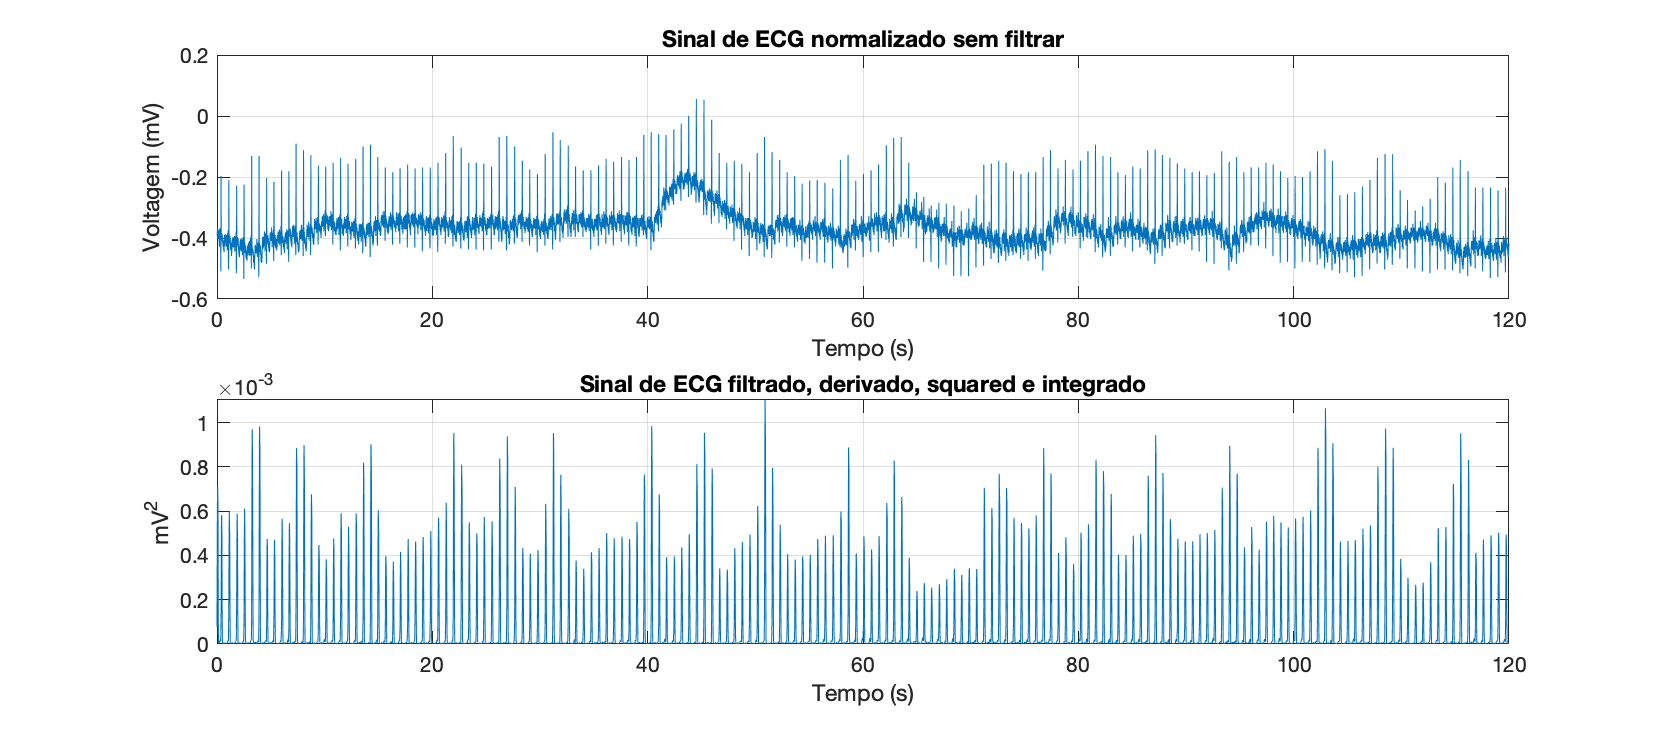 Sinal de ECG normalizado sem filtrar
Voltagem (mV)
0.2
0
-0.2
-0.4
-0.6
0 20 40 60 80 100 120
Tempo (s)
Sinal de ECG filtrado, derivado, squared e integrado
×10⁻³
mV²
1
0.8
0.6
0.4
0.2
0
0 20 40 60 80 100 120
Tempo (s)